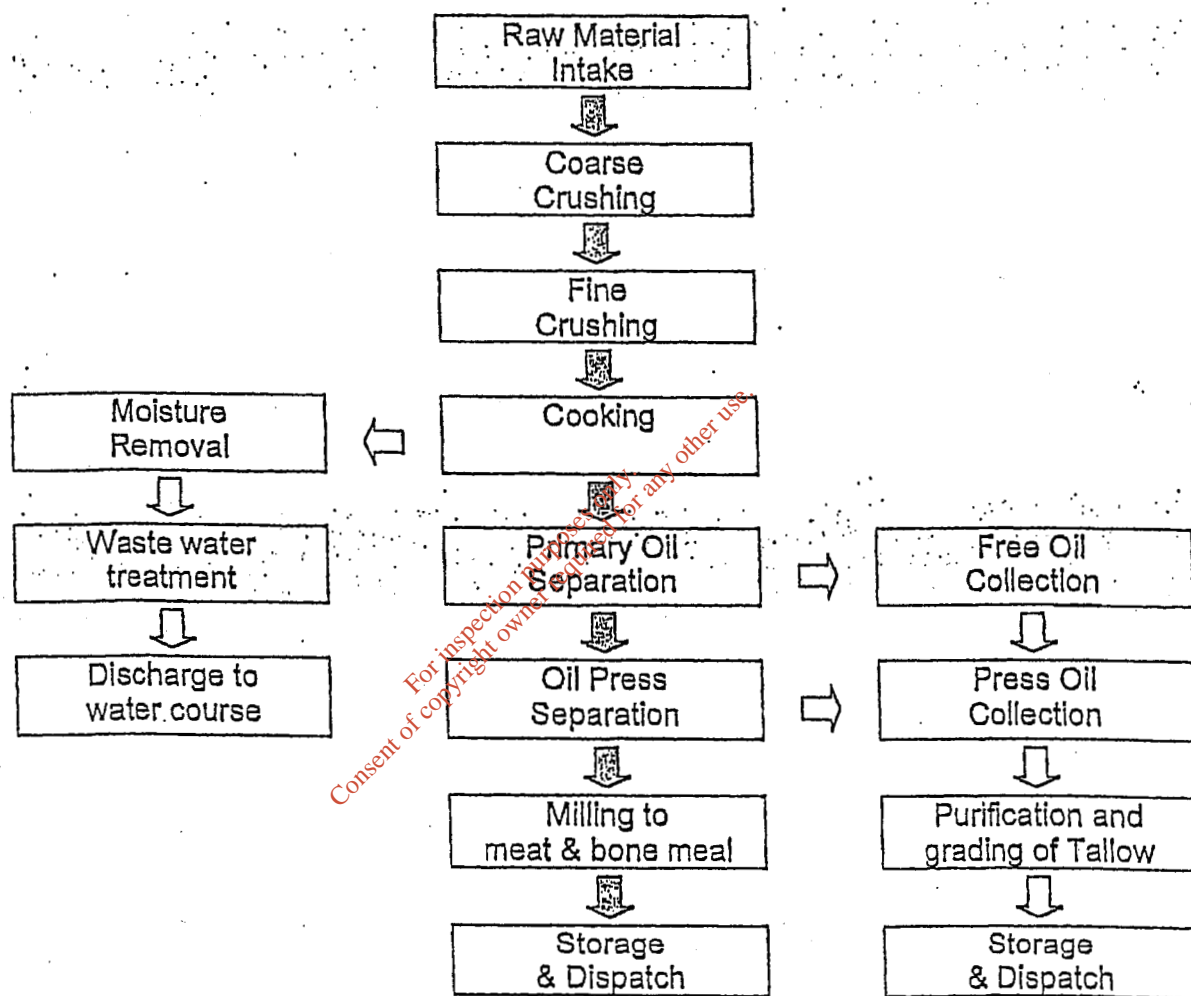 Raw Material
Intake
Coarse
Crushing
Fine
Crushing
Moisture
Removal
Cooking
Waste water
treatment
Primary Oil
Separation
Free Oil
Collection
Discharge to
water course
Oil Press
Separation
Press Oil
Collection
Milling to
meat & bone meal
Purification and
grading of Tallow
Storage
& Dispatch
Storage
& Dispatch
For inspection purposes only.
Consent of copyright owner required for any other use.